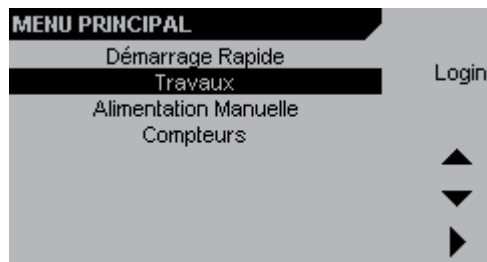 MENU PRINCIPAL
Démarrage Rapide
Travaux
Alimentation Manuelle
Compteurs
Login